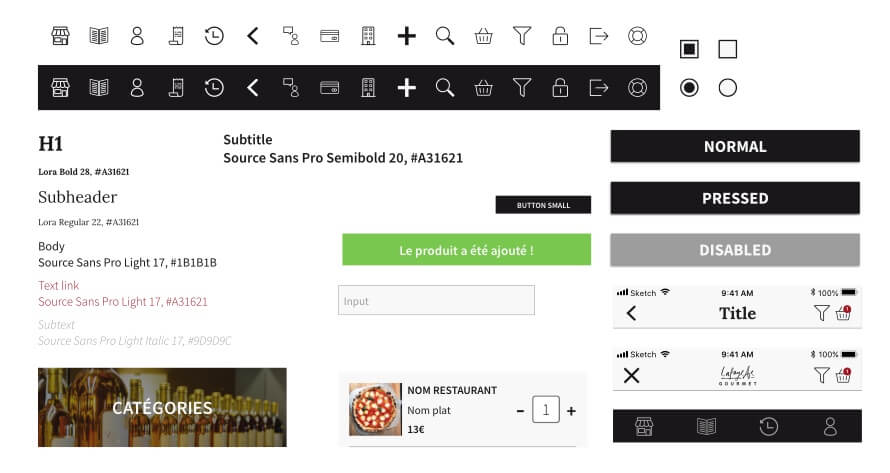 H1
Lora Bold 28, #A31621
Subheader
Lora Regular 22, #A31621
Body
Source Sans Pro Light 17, #1B1B1B
Text link
Source Sans Pro Light 17, #A31621
Subtext
Source Sans Pro Light Italic 17, #9D9D9C
CATÉGORIES
Subtitle
Source Sans Pro Semibold 20, #A31621
BUTTON SMALL
Le produit a été ajouté !
Input
NOM RESTAURANT
Nom plat
13€
- 1 +
NORMAL
PRESSED
DISABLED
Sketch 9:41 AM 100%
Title 1
Sketch 9:41 AM 100%
Lafayette 1
GOURMET